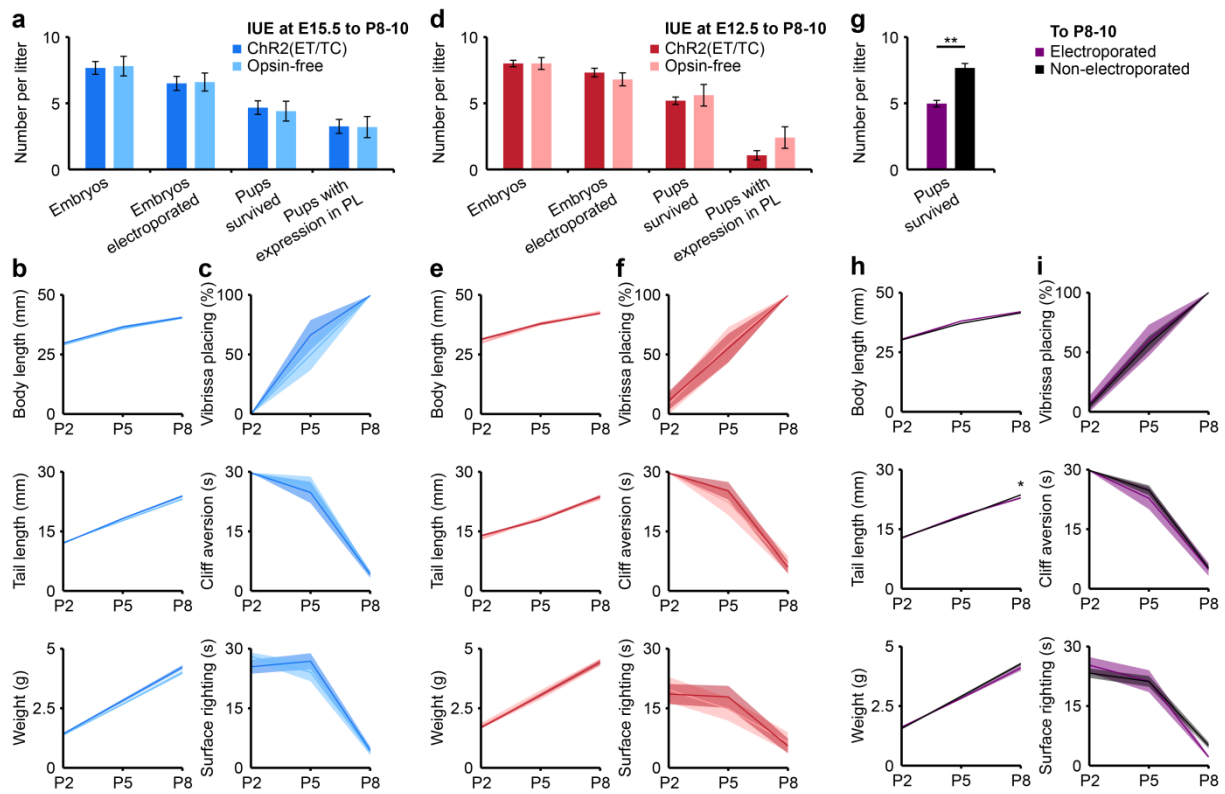 a
IUE at E15.5 to P8-10
ChR2(ET/TC)
Opsin-free
Number per litter
10
5
0
Embryos
Embryos electroporated
Pups survived
Pups with expression in PL
d
IUE at E12.5 to P8-10
ChR2(ET/TC)
Opsin-free
Number per litter
10
5
0
Embryos
Embryos electroporated
Pups survived
Pups with expression in PL
g
To P8-10
Electroporated
Non-electroporated
Number per litter
10
5
0
**
Pups survived
b
Body length (mm)
50
25
0
P2 P5 P8
Tail length (mm)
30
15
0
P2 P5 P8
Weight (g)
5
2.5
0
P2 P5 P8
c
Vibrissa placing (%)
100
50
0
P2 P5 P8
Cliff aversion (s)
30
15
0
P2 P5 P8
Surface righting (s)
30
15
0
P2 P5 P8
e
Body length (mm)
50
25
0
P2 P5 P8
Tail length (mm)
30
15
0
P2 P5 P8
Weight (g)
5
2.5
0
P2 P5 P8
f
Vibrissa placing (%)
100
50
0
P2 P5 P8
Cliff aversion (s)
30
15
0
P2 P5 P8
Surface righting (s)
30
15
0
P2 P5 P8
h
Body length (mm)
50
25
0
P2 P5 P8
Tail length (mm)
30
15
0
*
P2 P5 P8
Weight (g)
5
2.5
0
P2 P5 P8
i
Vibrissa placing (%)
100
50
0
P2 P5 P8
Cliff aversion (s)
30
15
0
P2 P5 P8
Surface righting (s)
30
15
0
P2 P5 P8